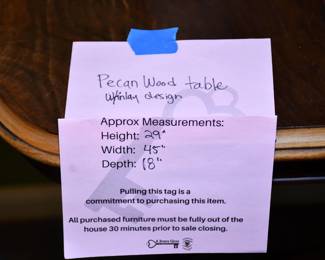 Pecan Wood table
w/inlay design
Approx Measurements:
Height: 29"
Width: 45"
Depth: 18"
Pulling this tag is a
commitment to purchasing this item.
All purchased furniture must be fully out of the
house 30 minutes prior to sale closing.